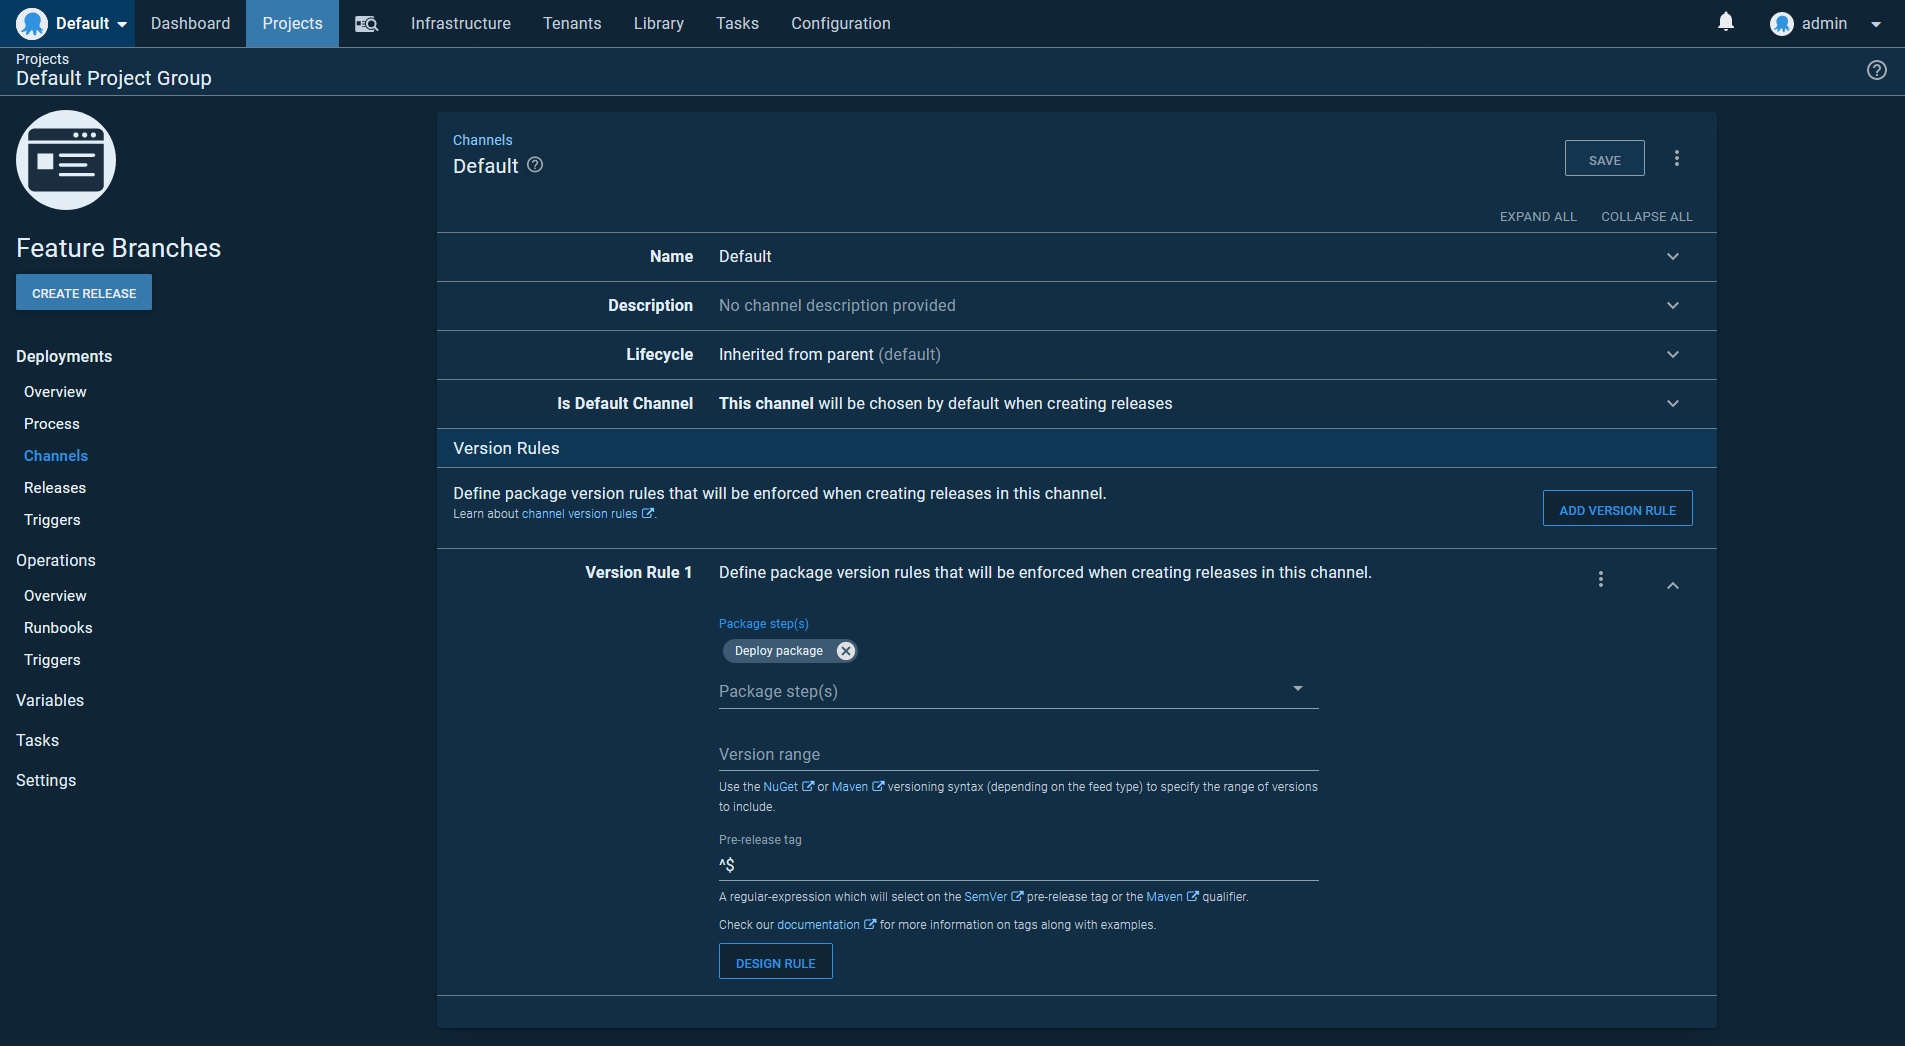 Default Dashboard Projects Infrastructure Tenants Library Tasks Configuration admin
Projects
Default Project Group
Feature Branches
CREATE RELEASE
Deployments
Overview
Process
Channels
Releases
Triggers
Operations
Overview
Runbooks
Triggers
Variables
Tasks
Settings
Channels
Default
SAVE
EXPAND ALL COLLAPSE ALL
Name Default
Description No channel description provided
Lifecycle Inherited from parent (default)
Is Default Channel This channel will be chosen by default when creating releases
Version Rules
Define package version rules that will be enforced when creating releases in this channel.
Learn about channel version rules.
ADD VERSION RULE
Version Rule 1 Define package version rules that will be enforced when creating releases in this channel.
Package step(s)
Deploy package
Package step(s)
Version range
Use the NuGet or Maven versioning syntax (depending on the feed type) to specify the range of versions
to include.
Pre-release tag
^$
A regular-expression which will select on the SemVer pre-release tag or the Maven qualifier.
Check our documentation for more information on tags along with examples.
DESIGN RULE